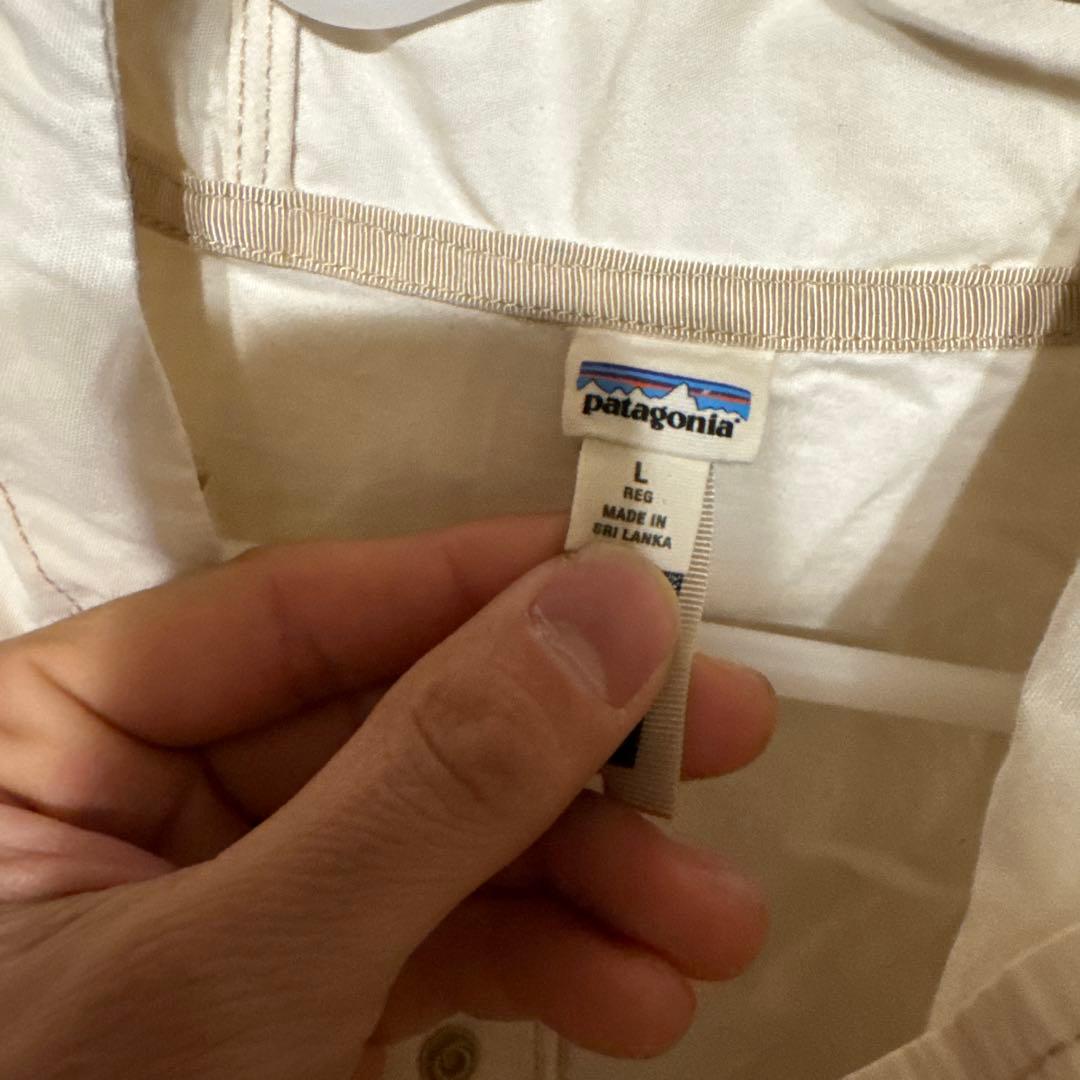 patagonia
L
REG
MADE IN
SRI LANKA